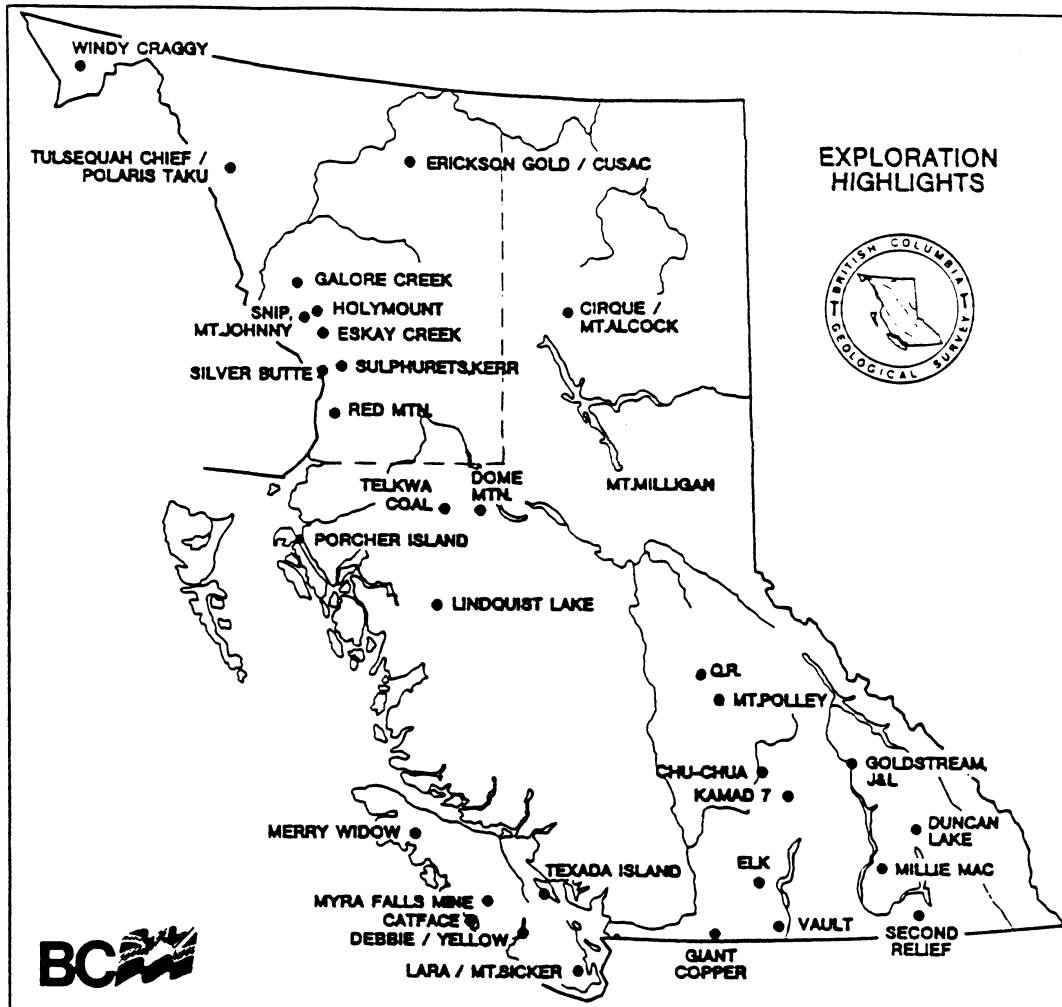 WINDY CRAGGY
TULSEQUAH CHIEF /
POLARIS TAKU
ERICKSON GOLD / CUSAC
EXPLORATION
HIGHLIGHTS
BRITISH COLUMBIA
GEOLOGICAL SURVEY
GALORE CREEK
HOLYMOUNT
SNIP,
MT.JOHNNY
ESKAY CREEK
CIRQUE /
MT.ALCOCK
SILVER BUTTE
SULPHURETS,KERR
RED MTN.
MT.MILLIGAN
TELKWA
COAL
DOME
MTN.
PORCHER ISLAND
LINDQUIST LAKE
Q.R.
MT.POLLEY
CHU-CHUA
KAMAD 7
GOLDSTREAM,
J&L
DUNCAN
LAKE
MERRY WIDOW
TEXADA ISLAND
ELK
MILLIE MAC
MYRA FALLS MINE
CATFACE
DEBBIE / YELLOW
VAULT
SECOND
RELIEF
GIANT
COPPER
LARA / MT.SICKER
BC